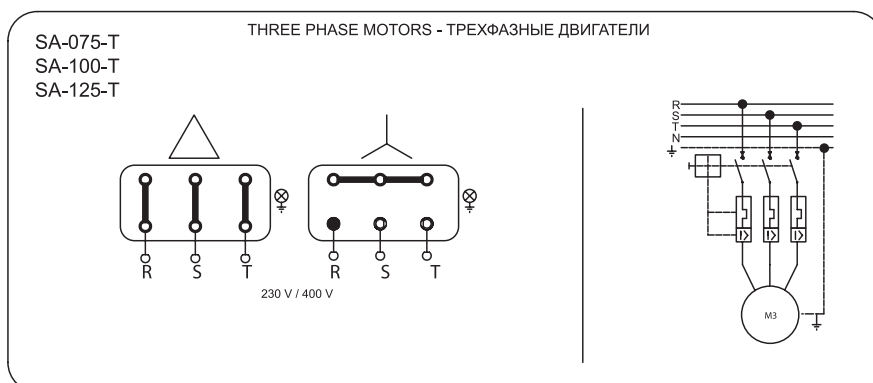 THREE PHASE MOTORS - ТРЕХФАЗНЫЕ ДВИГАТЕЛИ
SA-075-T
SA-100-T
SA-125-T
R S T
R S T
230 V / 400 V
R
S
T
N
I> I> I>
M3